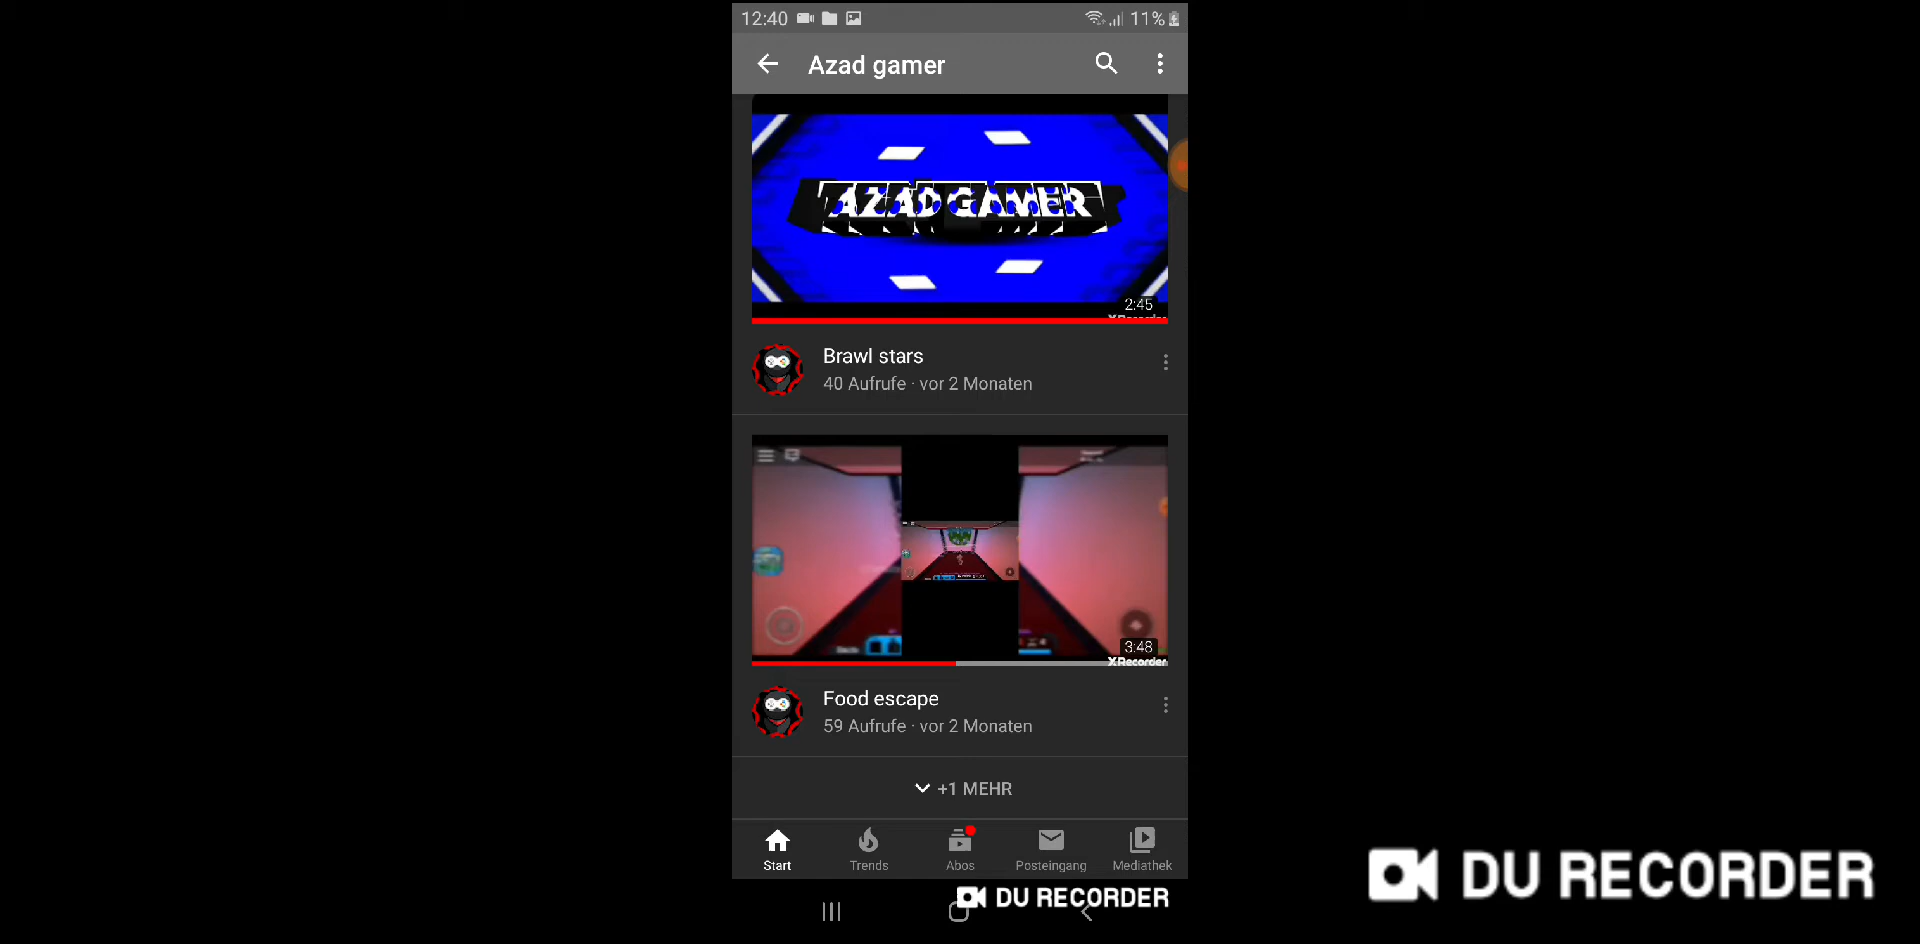 12:40
11%
Azad gamer
AZAD GAMER
2:45
Brawl stars
40 Aufrufe · vor 2 Monaten
3:48
XRecorder
Food escape
59 Aufrufe · vor 2 Monaten
+1 MEHR
Start
Trends
Abos
Posteingang
Mediathek
DU RECORDER
DU RECORDER